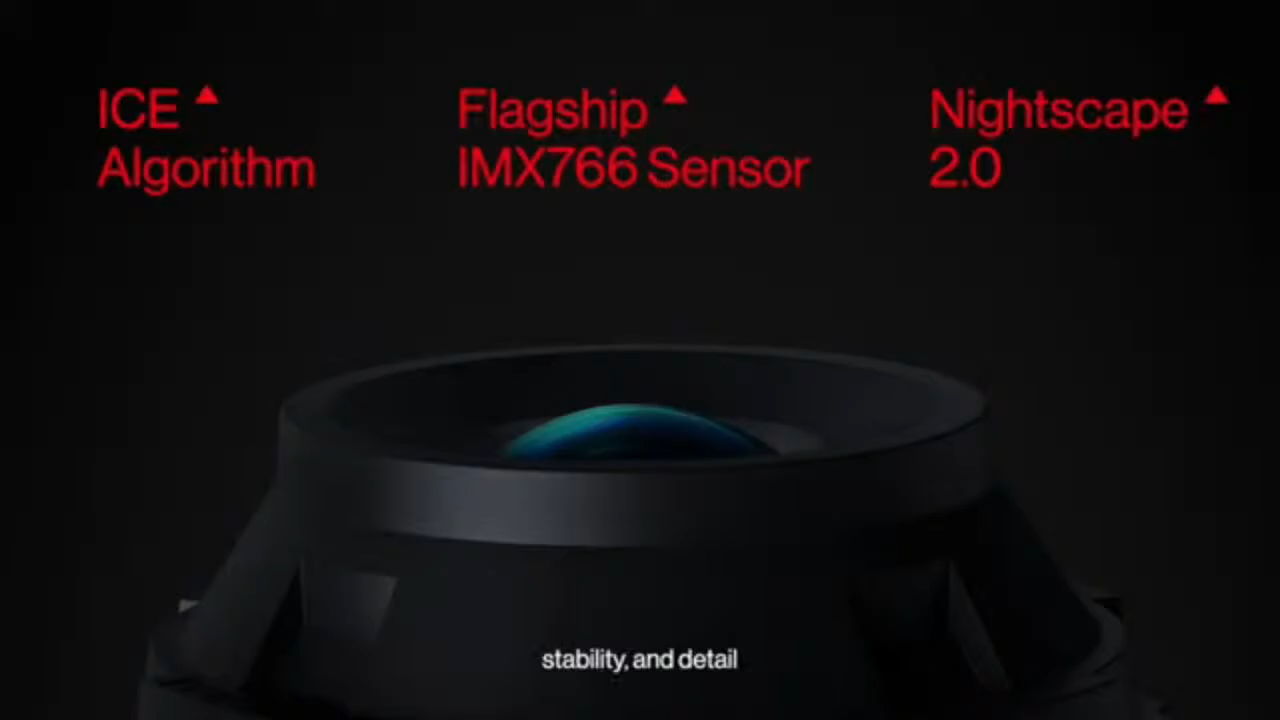 ICE ▲
Algorithm
Flagship ▲
IMX766 Sensor
Nightscape ▲
2.0
stability, and detail